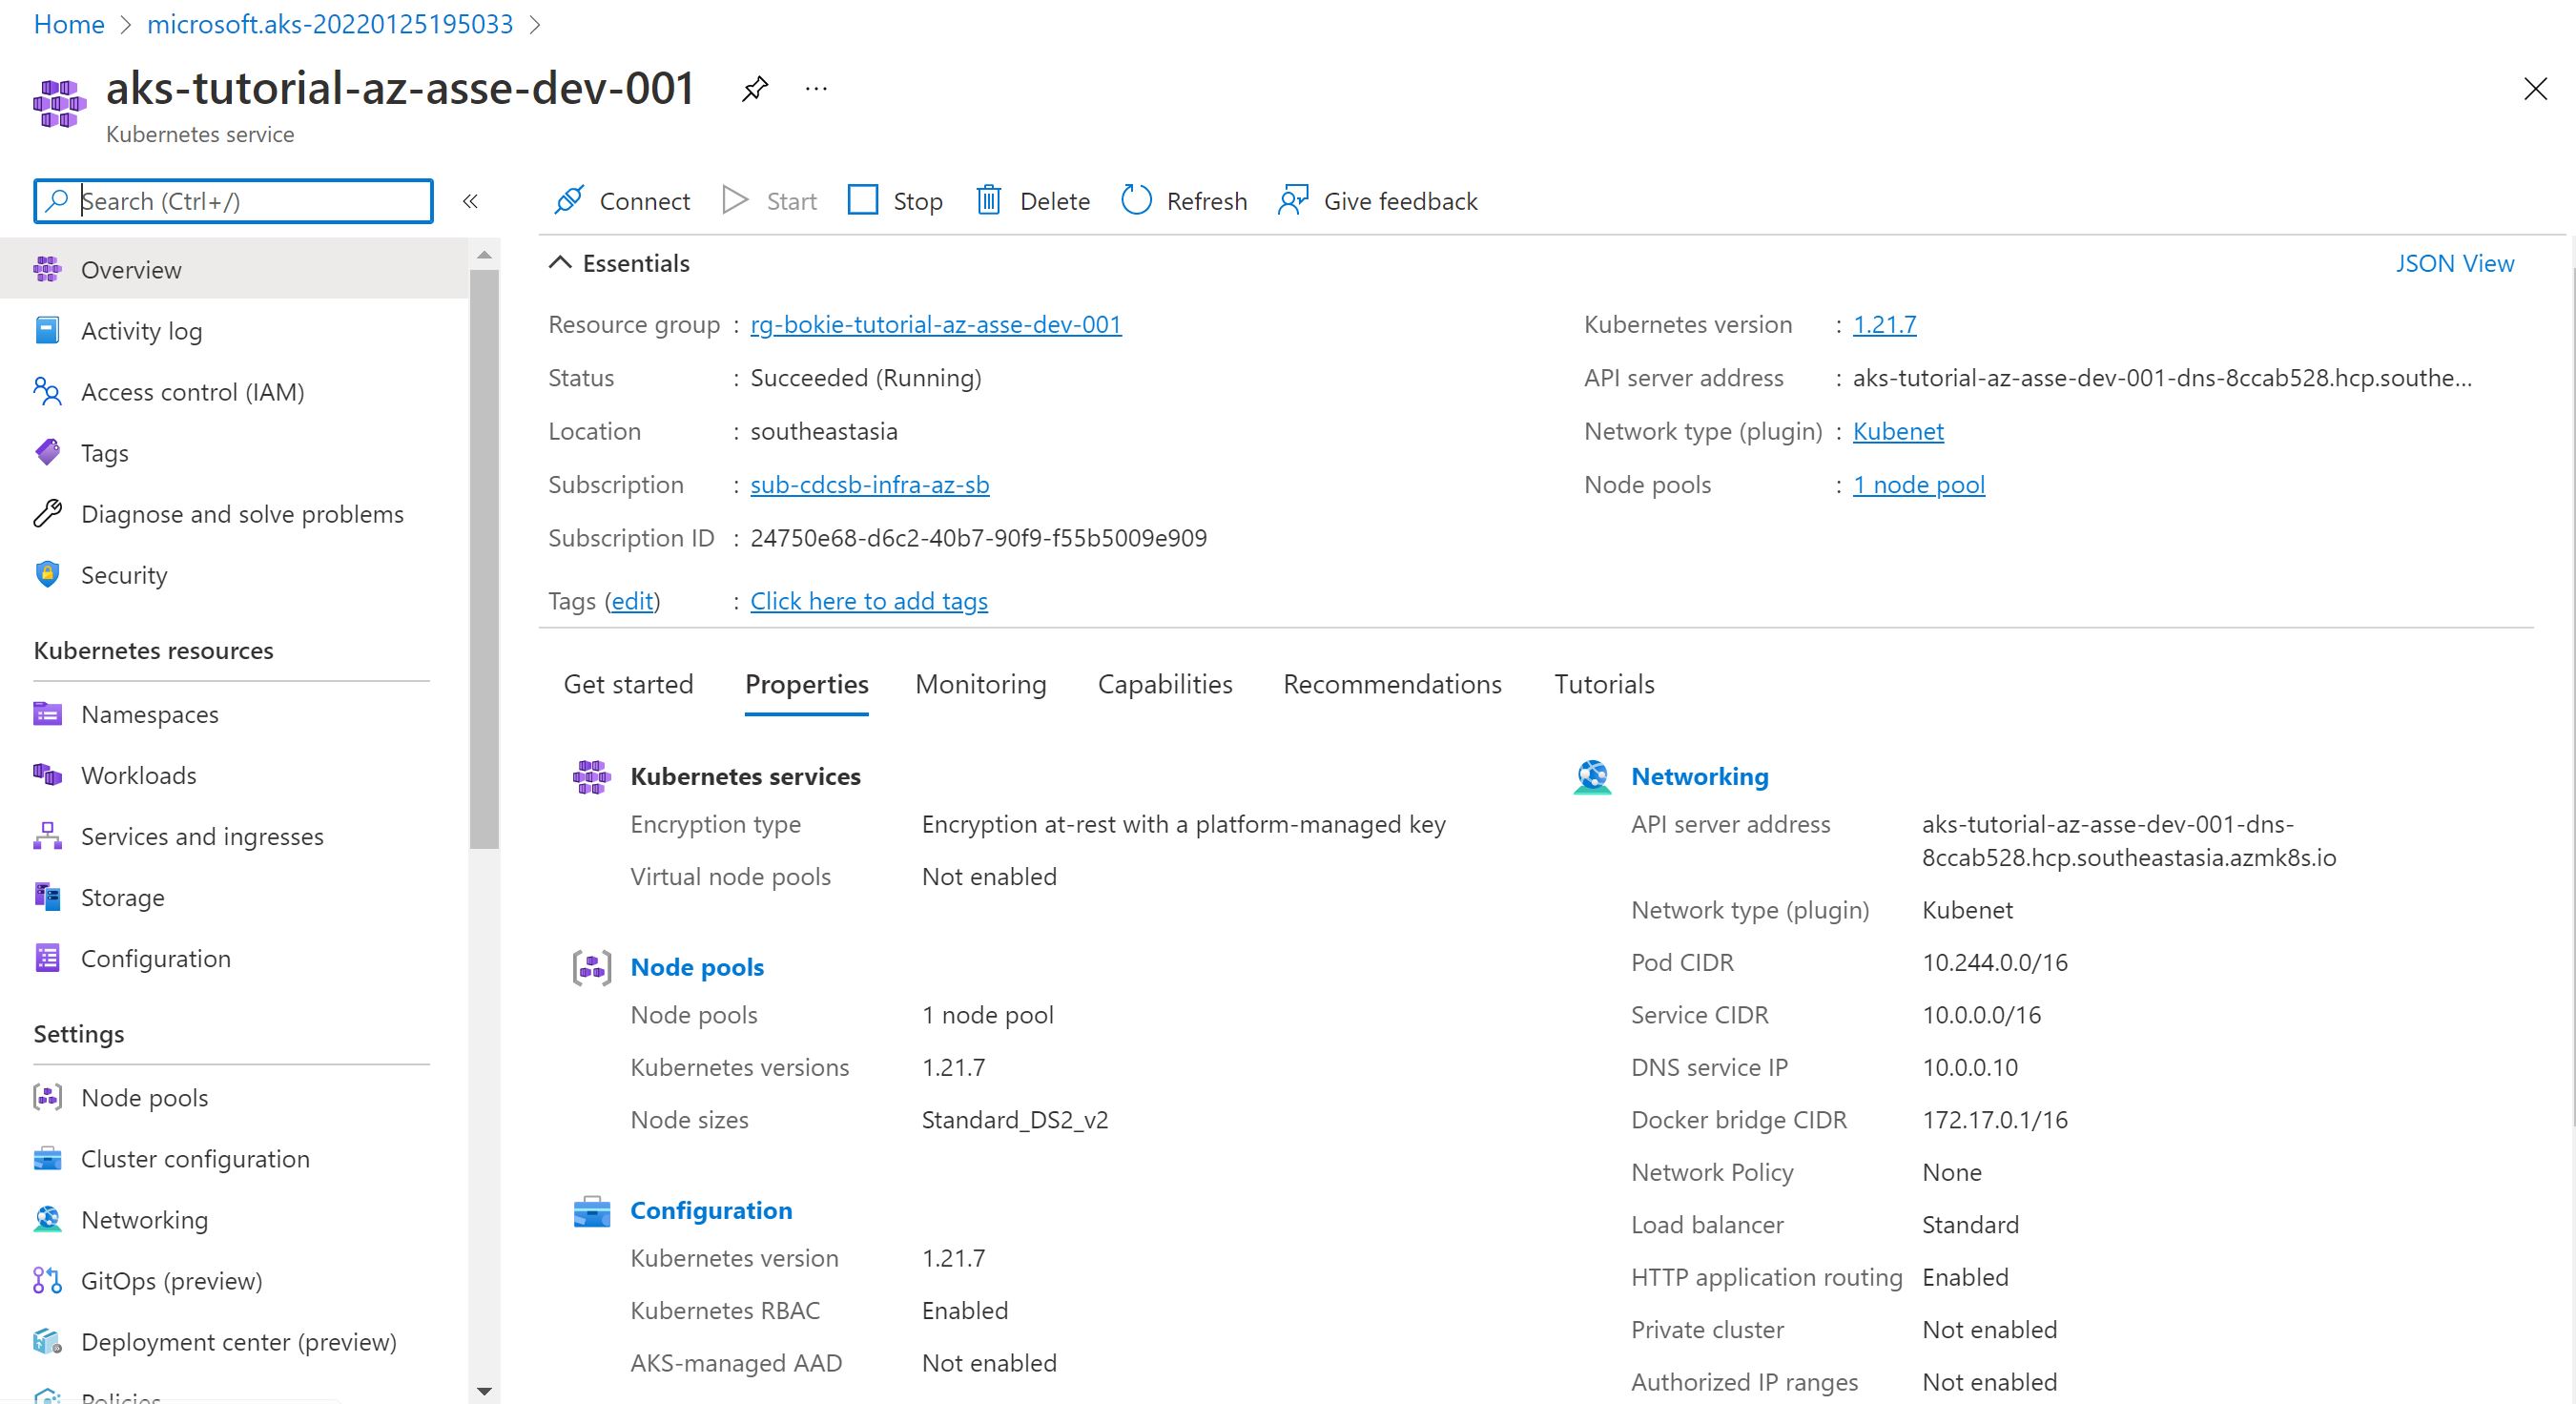 Home > microsoft.aks-20220125195033 >
aks-tutorial-az-asse-dev-001 ...
Kubernetes service
Search (Ctrl+/) «
Connect Start Stop Delete Refresh Give feedback
Overview
Activity log
Access control (IAM)
Tags
Diagnose and solve problems
Security
Kubernetes resources
Namespaces
Workloads
Services and ingresses
Storage
Configuration
Settings
Node pools
Cluster configuration
Networking
GitOps (preview)
Deployment center (preview)
Policies
Essentials JSON View
Resource group : rg-bokie-tutorial-az-asse-dev-001
Status : Succeeded (Running)
Location : southeastasia
Subscription : sub-cdcsb-infra-az-sb
Subscription ID : 24750e68-d6c2-40b7-90f9-f55b5009e909
Tags (edit) : Click here to add tags
Kubernetes version : 1.21.7
API server address : aks-tutorial-az-asse-dev-001-dns-8ccab528.hcp.southe...
Network type (plugin) : Kubenet
Node pools : 1 node pool
Get started Properties Monitoring Capabilities Recommendations Tutorials
Kubernetes services
Encryption type Encryption at-rest with a platform-managed key
Virtual node pools Not enabled
Node pools
Node pools 1 node pool
Kubernetes versions 1.21.7
Node sizes Standard_DS2_v2
Configuration
Kubernetes version 1.21.7
Kubernetes RBAC Enabled
AKS-managed AAD Not enabled
Networking
API server address aks-tutorial-az-asse-dev-001-dns-
8ccab528.hcp.southeastasia.azmk8s.io
Network type (plugin) Kubenet
Pod CIDR 10.244.0.0/16
Service CIDR 10.0.0.0/16
DNS service IP 10.0.0.10
Docker bridge CIDR 172.17.0.1/16
Network Policy None
Load balancer Standard
HTTP application routing Enabled
Private cluster Not enabled
Authorized IP ranges Not enabled